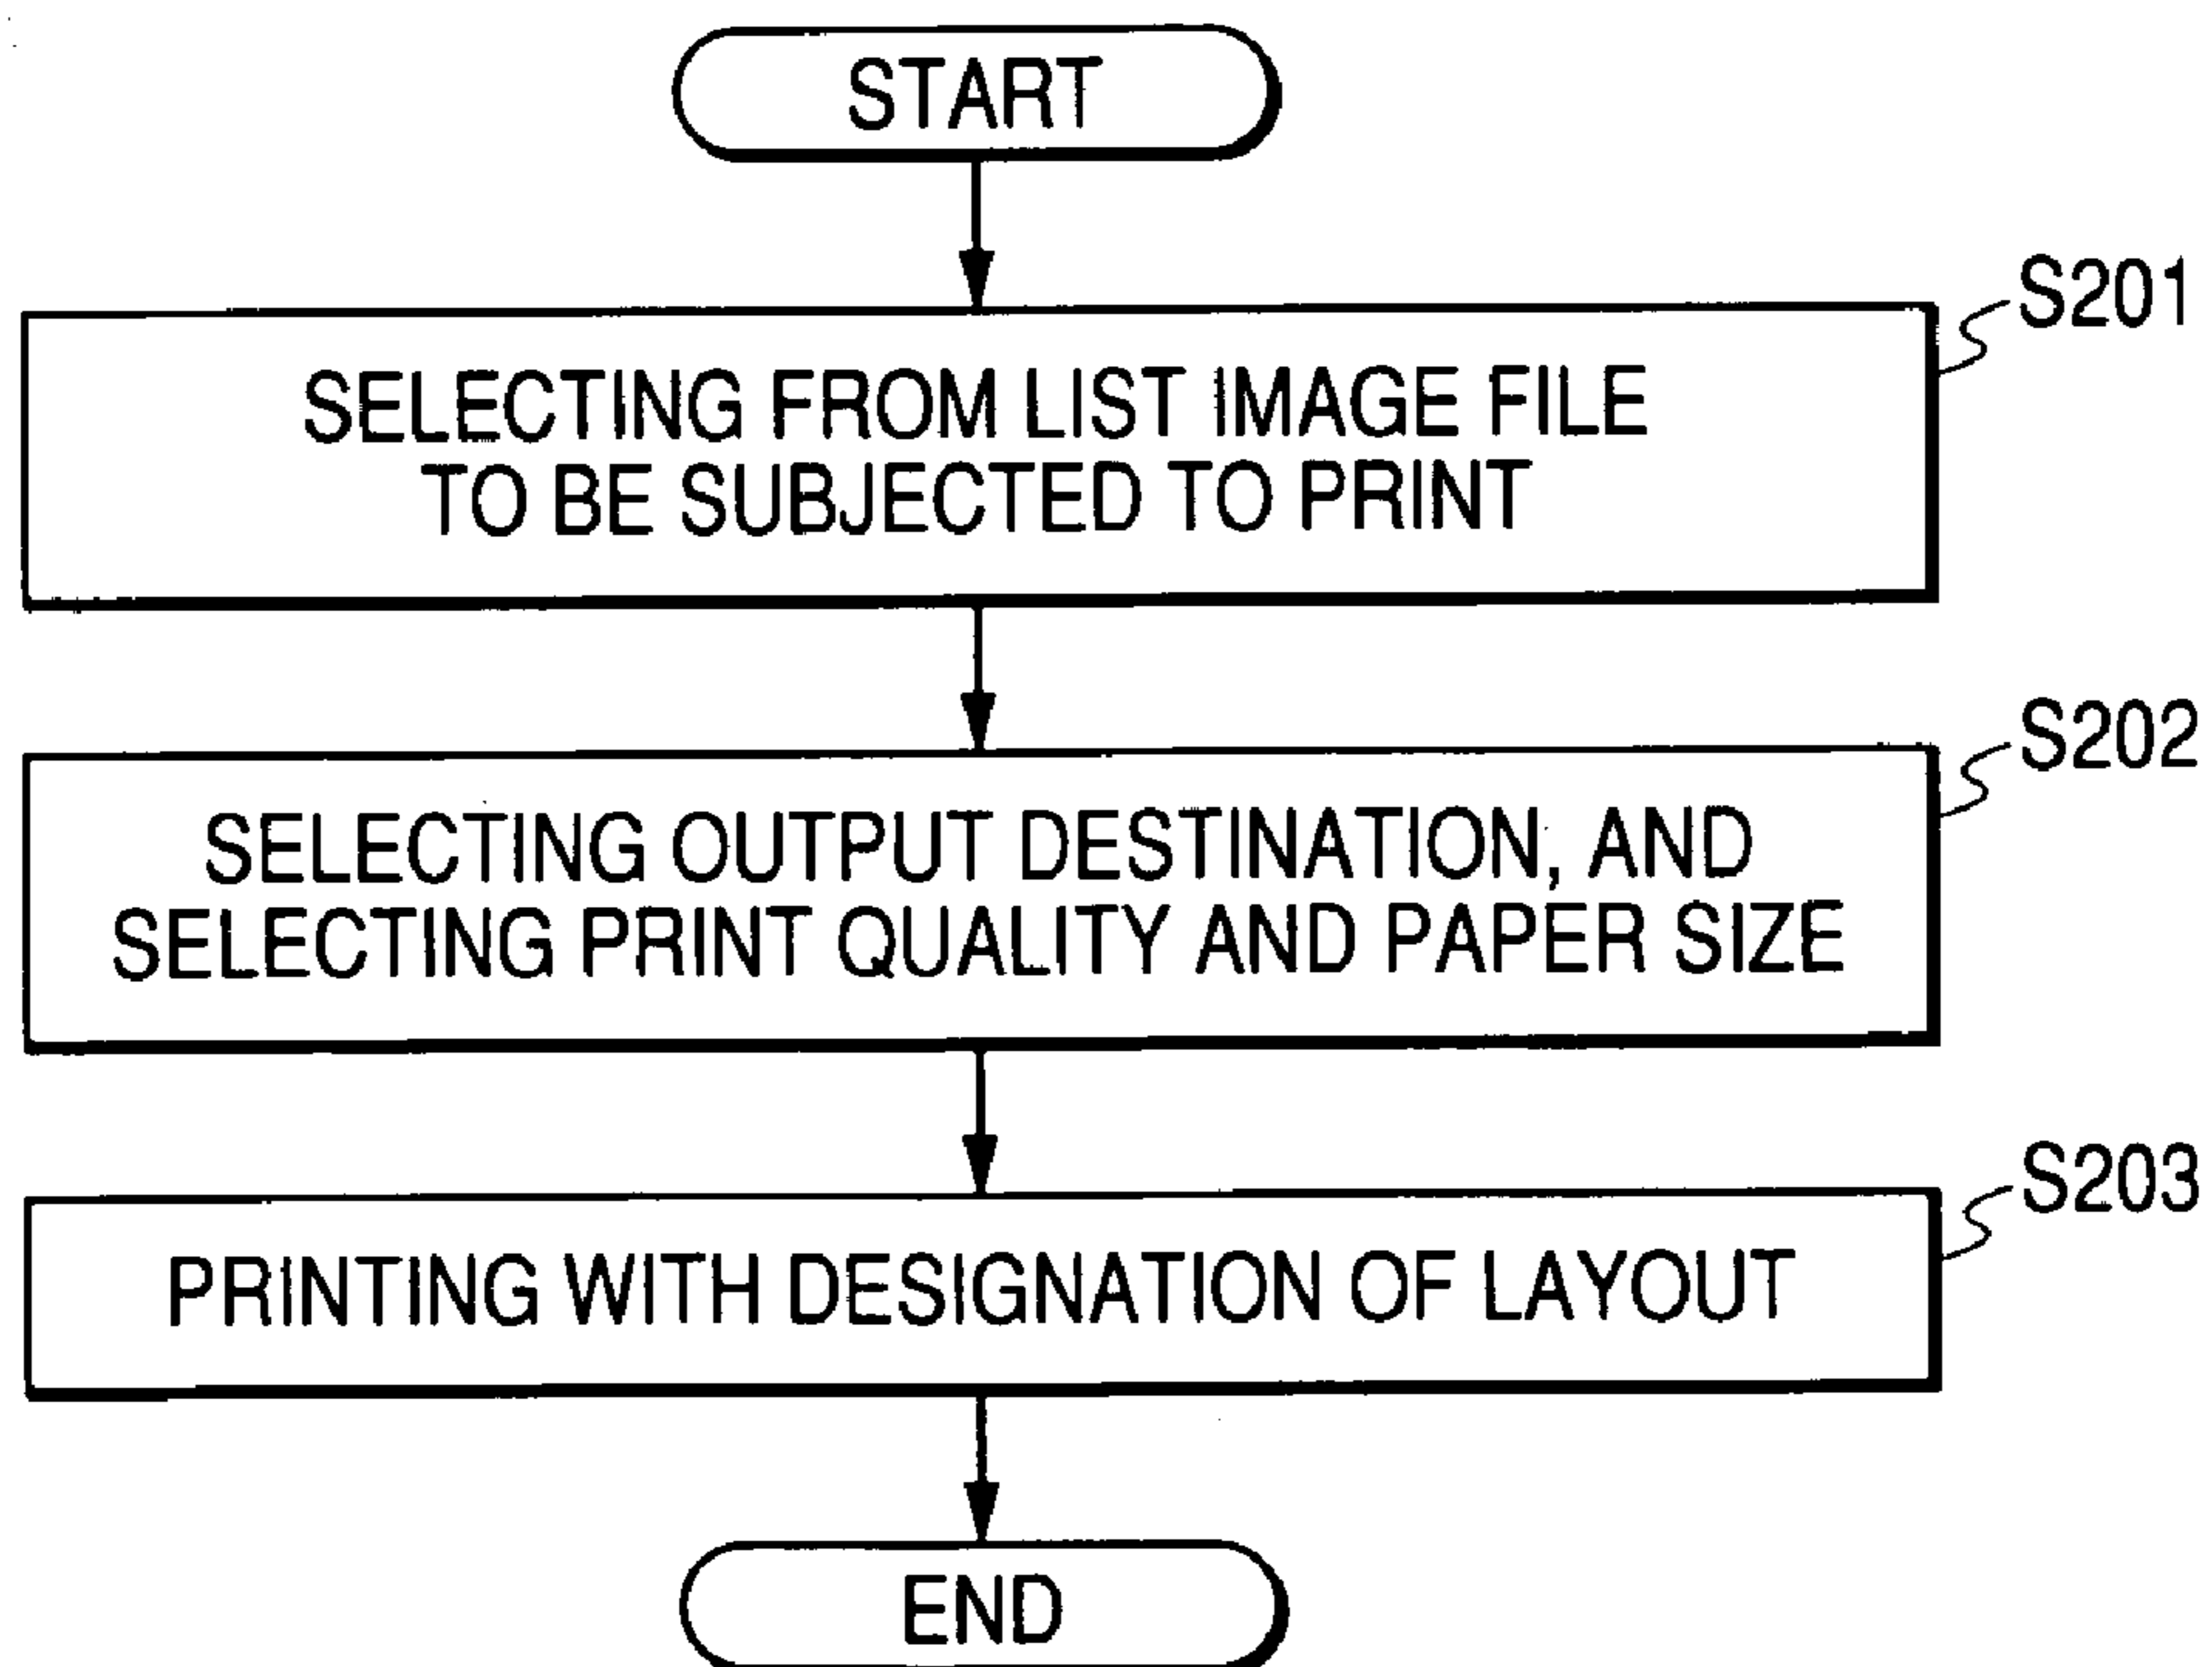 START
S201
SELECTING FROM LIST IMAGE FILE
TO BE SUBJECTED TO PRINT
S202
SELECTING OUTPUT DESTINATION, AND
SELECTING PRINT QUALITY AND PAPER SIZE
S203
PRINTING WITH DESIGNATION OF LAYOUT
END